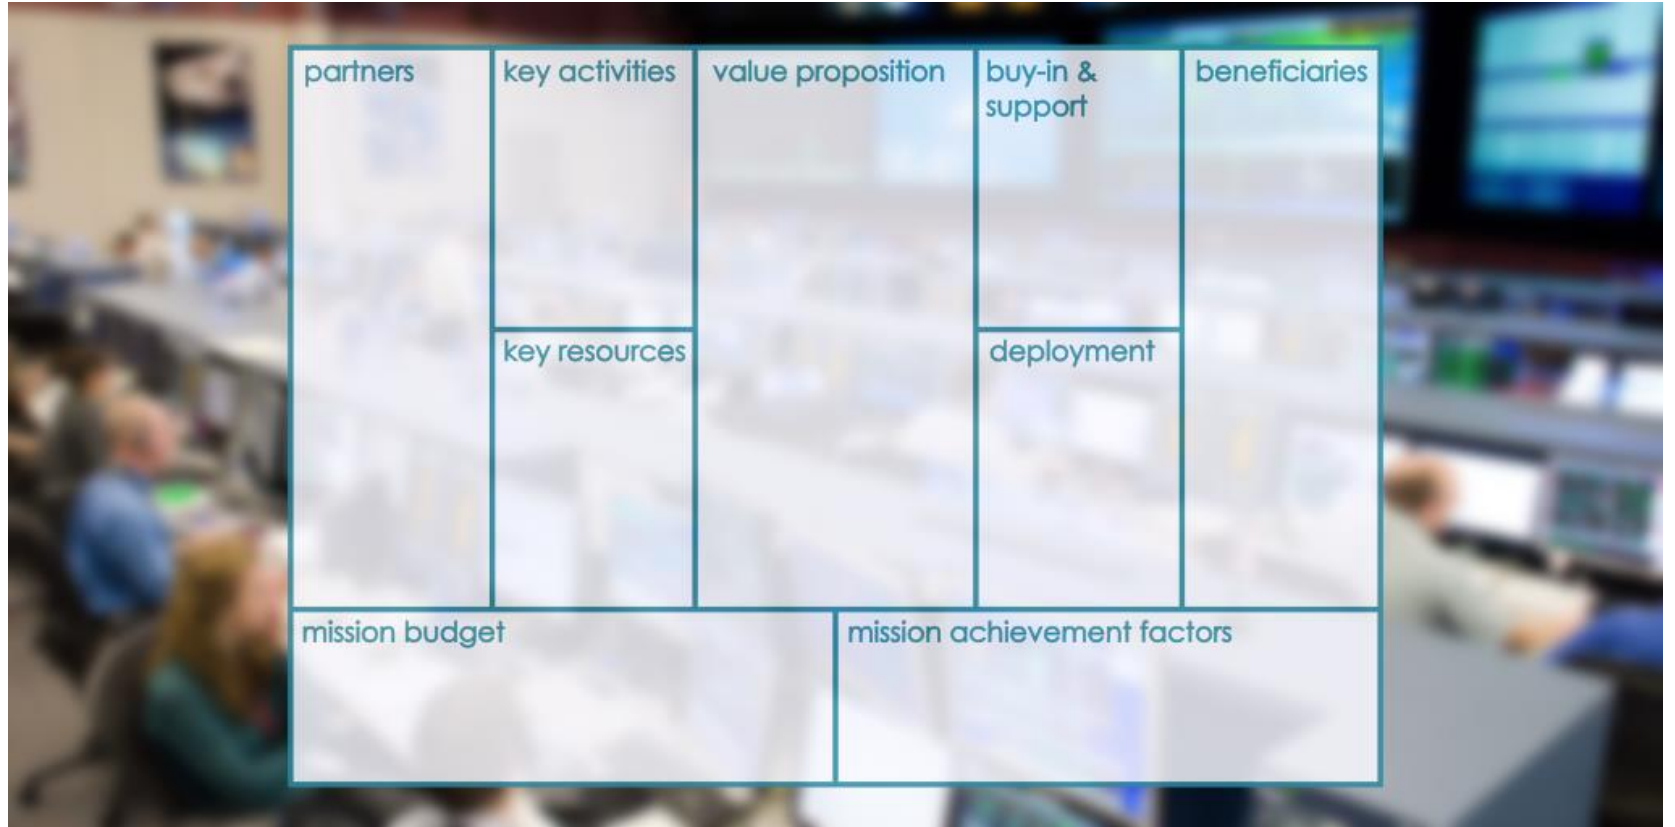 partners
key activities
value proposition
buy-in &
support
beneficiaries
key resources
deployment
mission budget
mission achievement factors